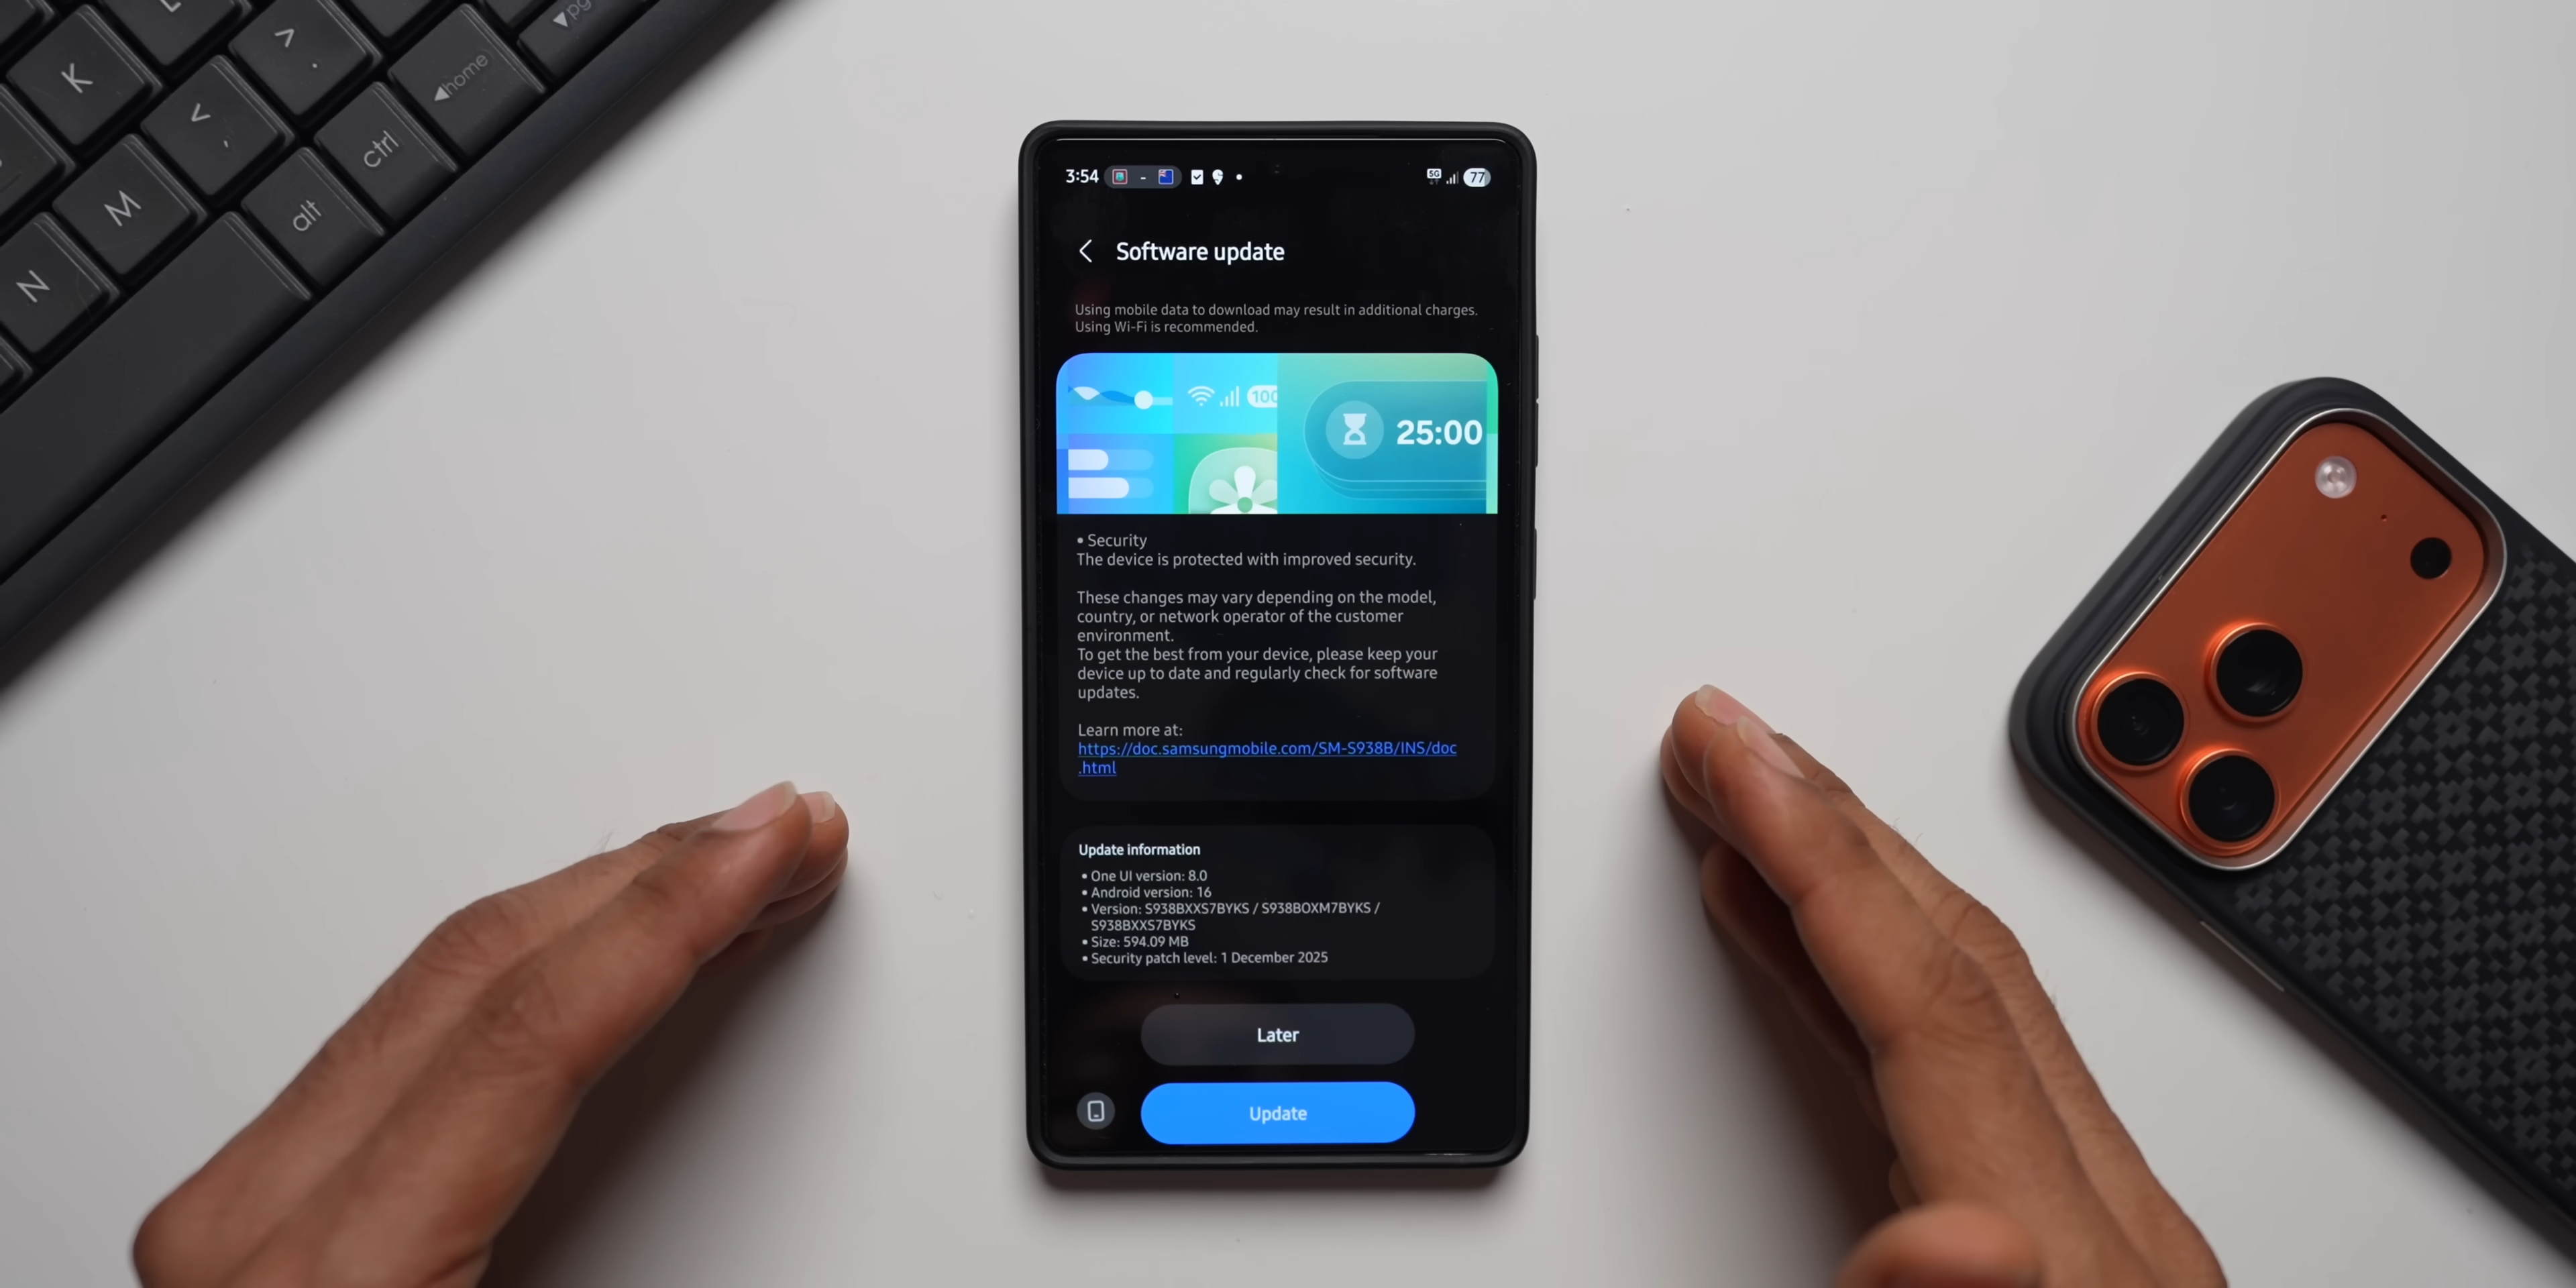 K
L
>
.
▲home
▼pg
<
,
ctrl
M
alt
N
3:54
-
5G
77
Software update
Using mobile data to download may result in additional charges.
Using Wi-Fi is recommended.
100
25:00
• Security
The device is protected with improved security.
These changes may vary depending on the model,
country, or network operator of the customer
environment.
To get the best from your device, please keep your
device up to date and regularly check for software
updates.
Learn more at:
https://doc.samsungmobile.com/SM-S938B/INS/doc
.html
Update information
• One UI version: 8.0
• Android version: 16
• Version: S938BXXS7BYKS / S938BOXM7BYKS /
S938BXXS7BYKS
• Size: 594.09 MB
• Security patch level: 1 December 2025
Later
Update